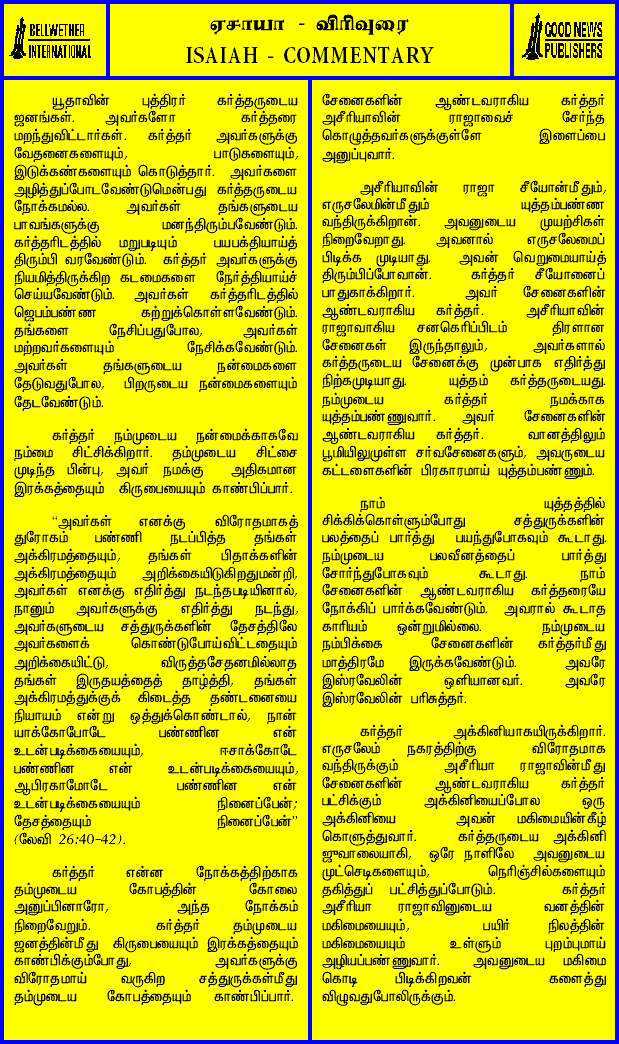 BELLWETHER
INTERNATIONAL
ஏசாயா - விரிவுரை
ISAIAH - COMMENTARY
GOOD NEWS
PUBLISHERS
யூதாவின் புத்திரர் கர்த்தருடைய
ஜனங்கள். அவர்களோ கர்த்தரை
மறந்துவிட்டார்கள். கர்த்தர் அவர்களுக்கு
வேதனைகளையும், பாடுகளையும்,
இடுக்கண்களையும் கொடுத்தார். அவர்களை
அழித்துப்போடவேண்டுமென்பது கர்த்தருடைய
நோக்கமல்ல. அவர்கள் தங்களுடைய
பாவங்களுக்கு மனந்திரும்பவேண்டும்.
கர்த்தரிடத்தில் மறுபடியும் பயபக்தியாய்த்
திரும்பி வரவேண்டும். கர்த்தர் அவர்களுக்கு
நியமித்திருக்கிற கடமைகளை நேர்த்தியாய்ச்
செய்யவேண்டும். அவர்கள் கர்த்தரிடத்தில்
ஜெபம்பண்ண கற்றுக்கொள்ளவேண்டும்.
தங்களை நேசிப்பதுபோல, அவர்கள்
மற்றவர்களையும் நேசிக்கவேண்டும்.
அவர்கள் தங்களுடைய நன்மைகளை
தேடுவதுபோல, பிறருடைய நன்மைகளையும்
தேடவேண்டும்.
கர்த்தர் நம்முடைய நன்மைக்காகவே
நம்மை சிட்சிக்கிறார். தம்முடைய சிட்சை
முடிந்த பின்பு, அவர் நமக்கு அதிகமான
இரக்கத்தையும் கிருபையையும் காண்பிப்பார்.
“அவர்கள் எனக்கு விரோதமாகத்
துரோகம் பண்ணி நடப்பித்த தங்கள்
அக்கிரமத்தையும், தங்கள் பிதாக்களின்
அக்கிரமத்தையும் அறிக்கையிடுகிறதுமன்றி,
அவர்கள் எனக்கு எதிர்த்து நடந்தபடியினால்,
நானும் அவர்களுக்கு எதிர்த்து நடந்து,
அவர்களுடைய சத்துருக்களின் தேசத்திலே
அவர்களைக் கொண்டுபோய்விட்டதையும்
அறிக்கையிட்டு, விருத்தசேதனமில்லாத
தங்கள் இருதயத்தைத் தாழ்த்தி, தங்கள்
அக்கிரமத்துக்குக் கிடைத்த தண்டனையை
நியாயம் என்று ஒத்துக்கொண்டால், நான்
யாக்கோபோடே பண்ணின என்
உடன்படிக்கையையும், ஈசாக்கோடே
பண்ணின என் உடன்படிக்கையையும்,
ஆபிரகாமோடே பண்ணின என்
உடன்படிக்கையையும் நினைப்பேன்;
தேசத்தையும் நினைப்பேன்”
(லேவி 26:40-42).
கர்த்தர் என்ன நோக்கத்திற்காக
தம்முடைய கோபத்தின் கோலை
அனுப்பினாரோ, அந்த நோக்கம்
நிறைவேறும். கர்த்தர் தம்முடைய
ஜனத்தின்மீது கிருபையையும் இரக்கத்தையும்
காண்பிக்கும்போது, அவர்களுக்கு
விரோதமாய் வருகிற சத்துருக்கள்மீது
தம்முடைய கோபத்தையும் காண்பிப்பார்.
சேனைகளின் ஆண்டவராகிய கர்த்தர்
அசீரியாவின் ராஜாவைச் சேர்ந்த
கொழுத்தவர்களுக்குள்ளே இளைப்பை
அனுப்புவார்.
அசீரியாவின் ராஜா சீயோன்மீதும்,
எருசலேமின்மீதும் யுத்தம்பண்ண
வந்திருக்கிறான். அவனுடைய முயற்சிகள்
நிறைவேறாது. அவனால் எருசலேமைப்
பிடிக்க முடியாது. அவன் வெறுமையாய்த்
திரும்பிப்போவான். கர்த்தர் சீயோனைப்
பாதுகாக்கிறார். அவர் சேனைகளின்
ஆண்டவராகிய கர்த்தர். அசீரியாவின்
ராஜாவாகிய சனகெரிப்பிடம் திரளான
சேனைகள் இருந்தாலும், அவர்களால்
கர்த்தருடைய சேனைக்கு முன்பாக எதிர்த்து
நிற்கமுடியாது. யுத்தம் கர்த்தருடையது.
நம்முடைய கர்த்தர் நமக்காக
யுத்தம்பண்ணுவார். அவர் சேனைகளின்
ஆண்டவராகிய கர்த்தர். வானத்திலும்
பூமியிலுமுள்ள சர்வசேனைகளும், அவருடைய
கட்டளைகளின் பிரகாரமாய் யுத்தம்பண்ணும்.
நாம் யுத்தத்தில்
சிக்கிக்கொள்ளும்போது சத்துருக்களின்
பலத்தைப் பார்த்து பயந்துபோகவும் கூடாது.
நம்முடைய பலவீனத்தைப் பார்த்து
சோர்ந்துபோகவும் கூடாது. நாம்
சேனைகளின் ஆண்டவராகிய கர்த்தரையே
நோக்கிப் பார்க்கவேண்டும். அவரால் கூடாத
காரியம் ஒன்றுமில்லை. நம்முடைய
நம்பிக்கை சேனைகளின் கர்த்தர்மீது
மாத்திரமே இருக்கவேண்டும். அவரே
இஸ்ரவேலின் ஒளியானவர். அவரே
இஸ்ரவேலின் பரிசுத்தர்.
கர்த்தர் அக்கினியாகயிருக்கிறார்.
எருசலேம் நகரத்திற்கு விரோதமாக
வந்திருக்கும் அசீரியா ராஜாவின்மீது
சேனைகளின் ஆண்டவராகிய கர்த்தர்
பட்சிக்கும் அக்கினியைப்போல ஒரு
அக்கினியை அவன் மகிமையின்கீழ்
கொளுத்துவார். கர்த்தருடைய அக்கினி
ஜுவாலையாகி, ஒரே நாளிலே அவனுடைய
முட்செடிகளையும், நெரிஞ்சில்களையும்
தகித்துப் பட்சித்துப்போடும். கர்த்தர்
அசீரியா ராஜாவினுடைய வனத்தின்
மகிமையையும், பயிர் நிலத்தின்
மகிமையையும் உள்ளும் புறம்புமாய்
அழியப்பண்ணுவார். அவனுடைய மகிமை
கொடி பிடிக்கிறவன் களைத்து
விழுவதுபோலிருக்கும்.